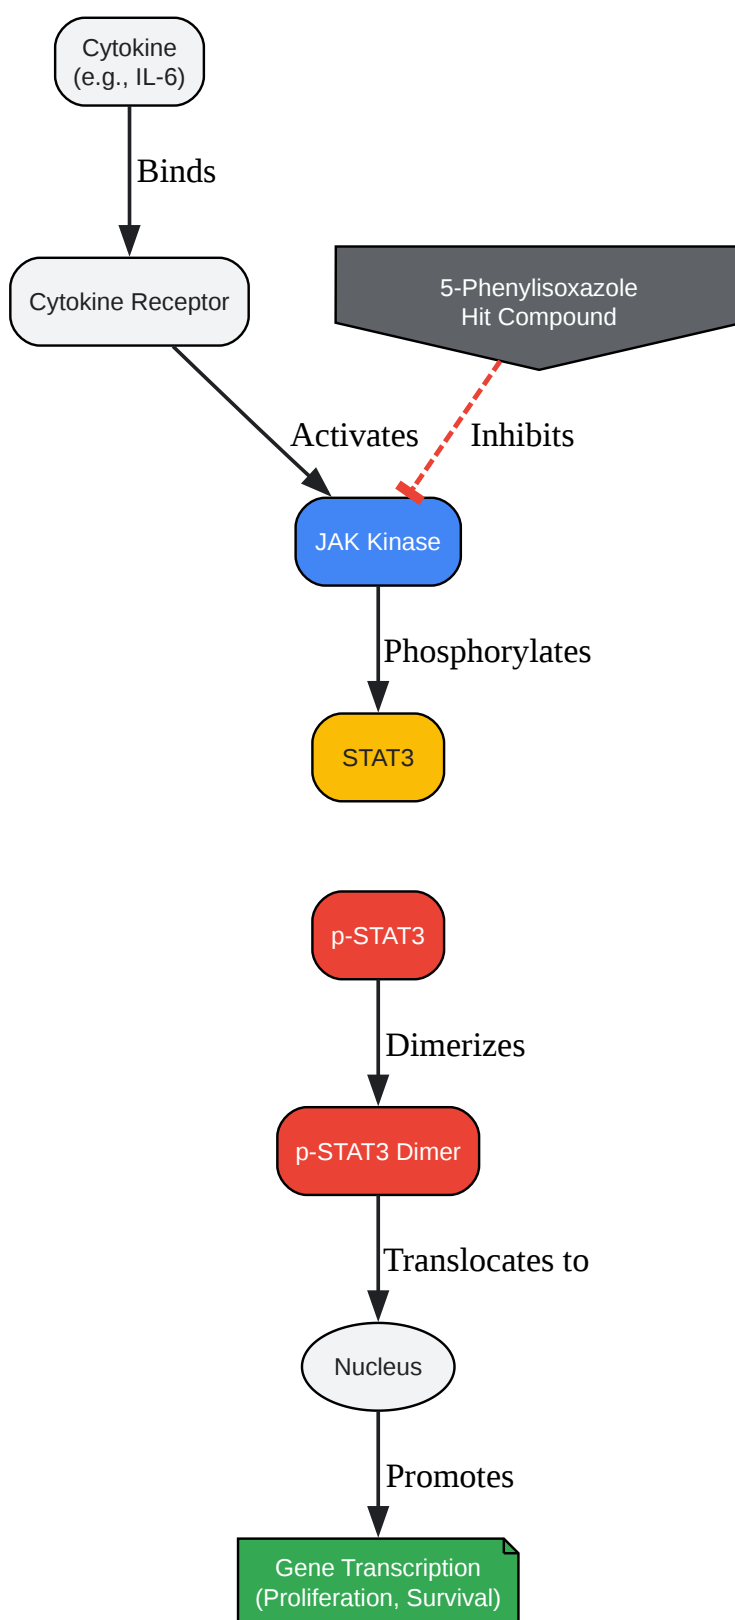 Cytokine
(e.g., IL-6)
Binds
Cytokine Receptor
5-Phenylisoxazole
Hit Compound
Activates
Inhibits
JAK Kinase
Phosphorylates
STAT3
p-STAT3
Dimerizes
p-STAT3 Dimer
Translocates to
Nucleus
Promotes
Gene Transcription
(Proliferation, Survival)